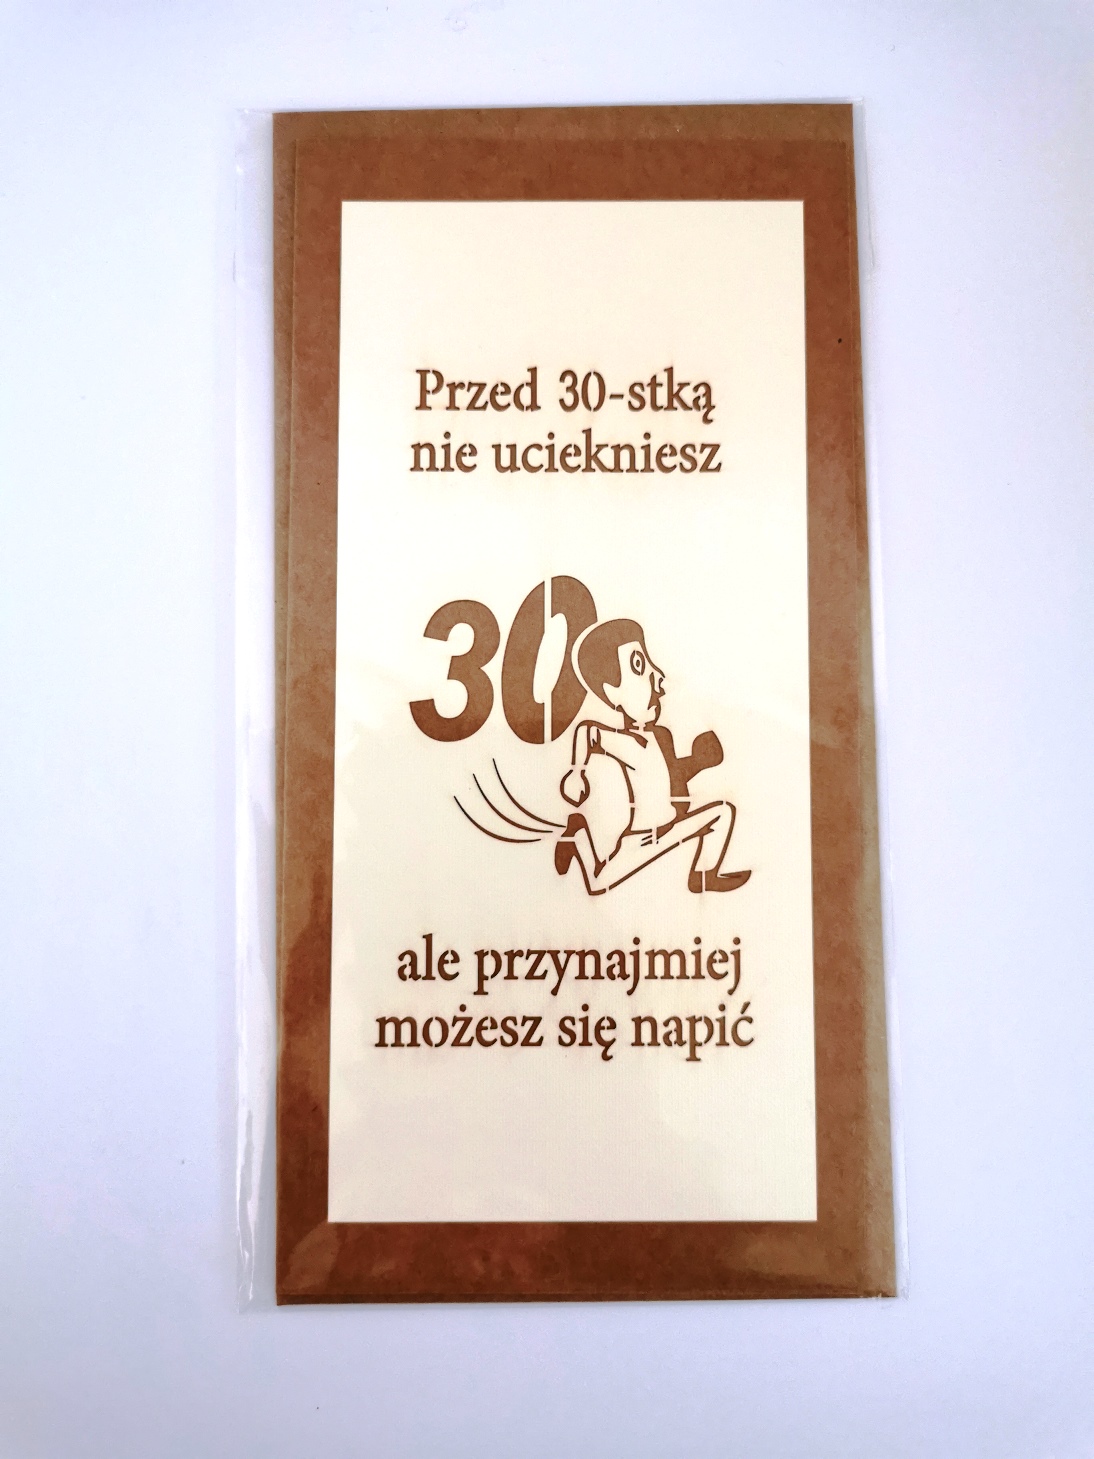 Przed 30-stką
nie uciekniesz
30
ale przynajmiej
możesz się napić